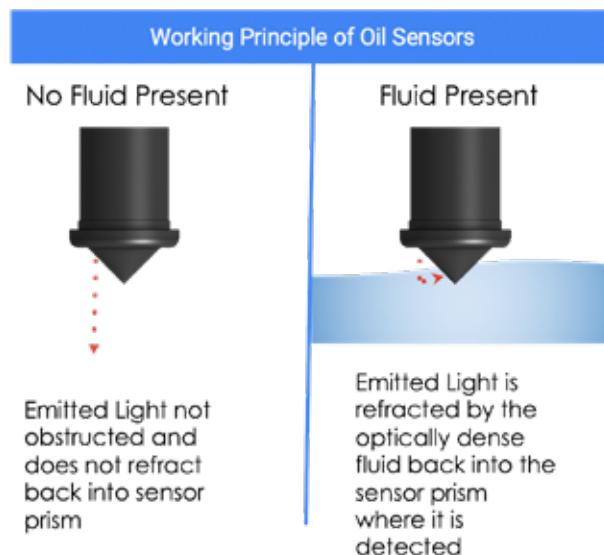 Working Principle of Oil Sensors
No Fluid Present
Emitted Light not
obstructed and
does not refract
back into sensor
prism
Fluid Present
Emitted Light is
refracted by the
optically dense
fluid back into the
sensor prism
where it is
detected